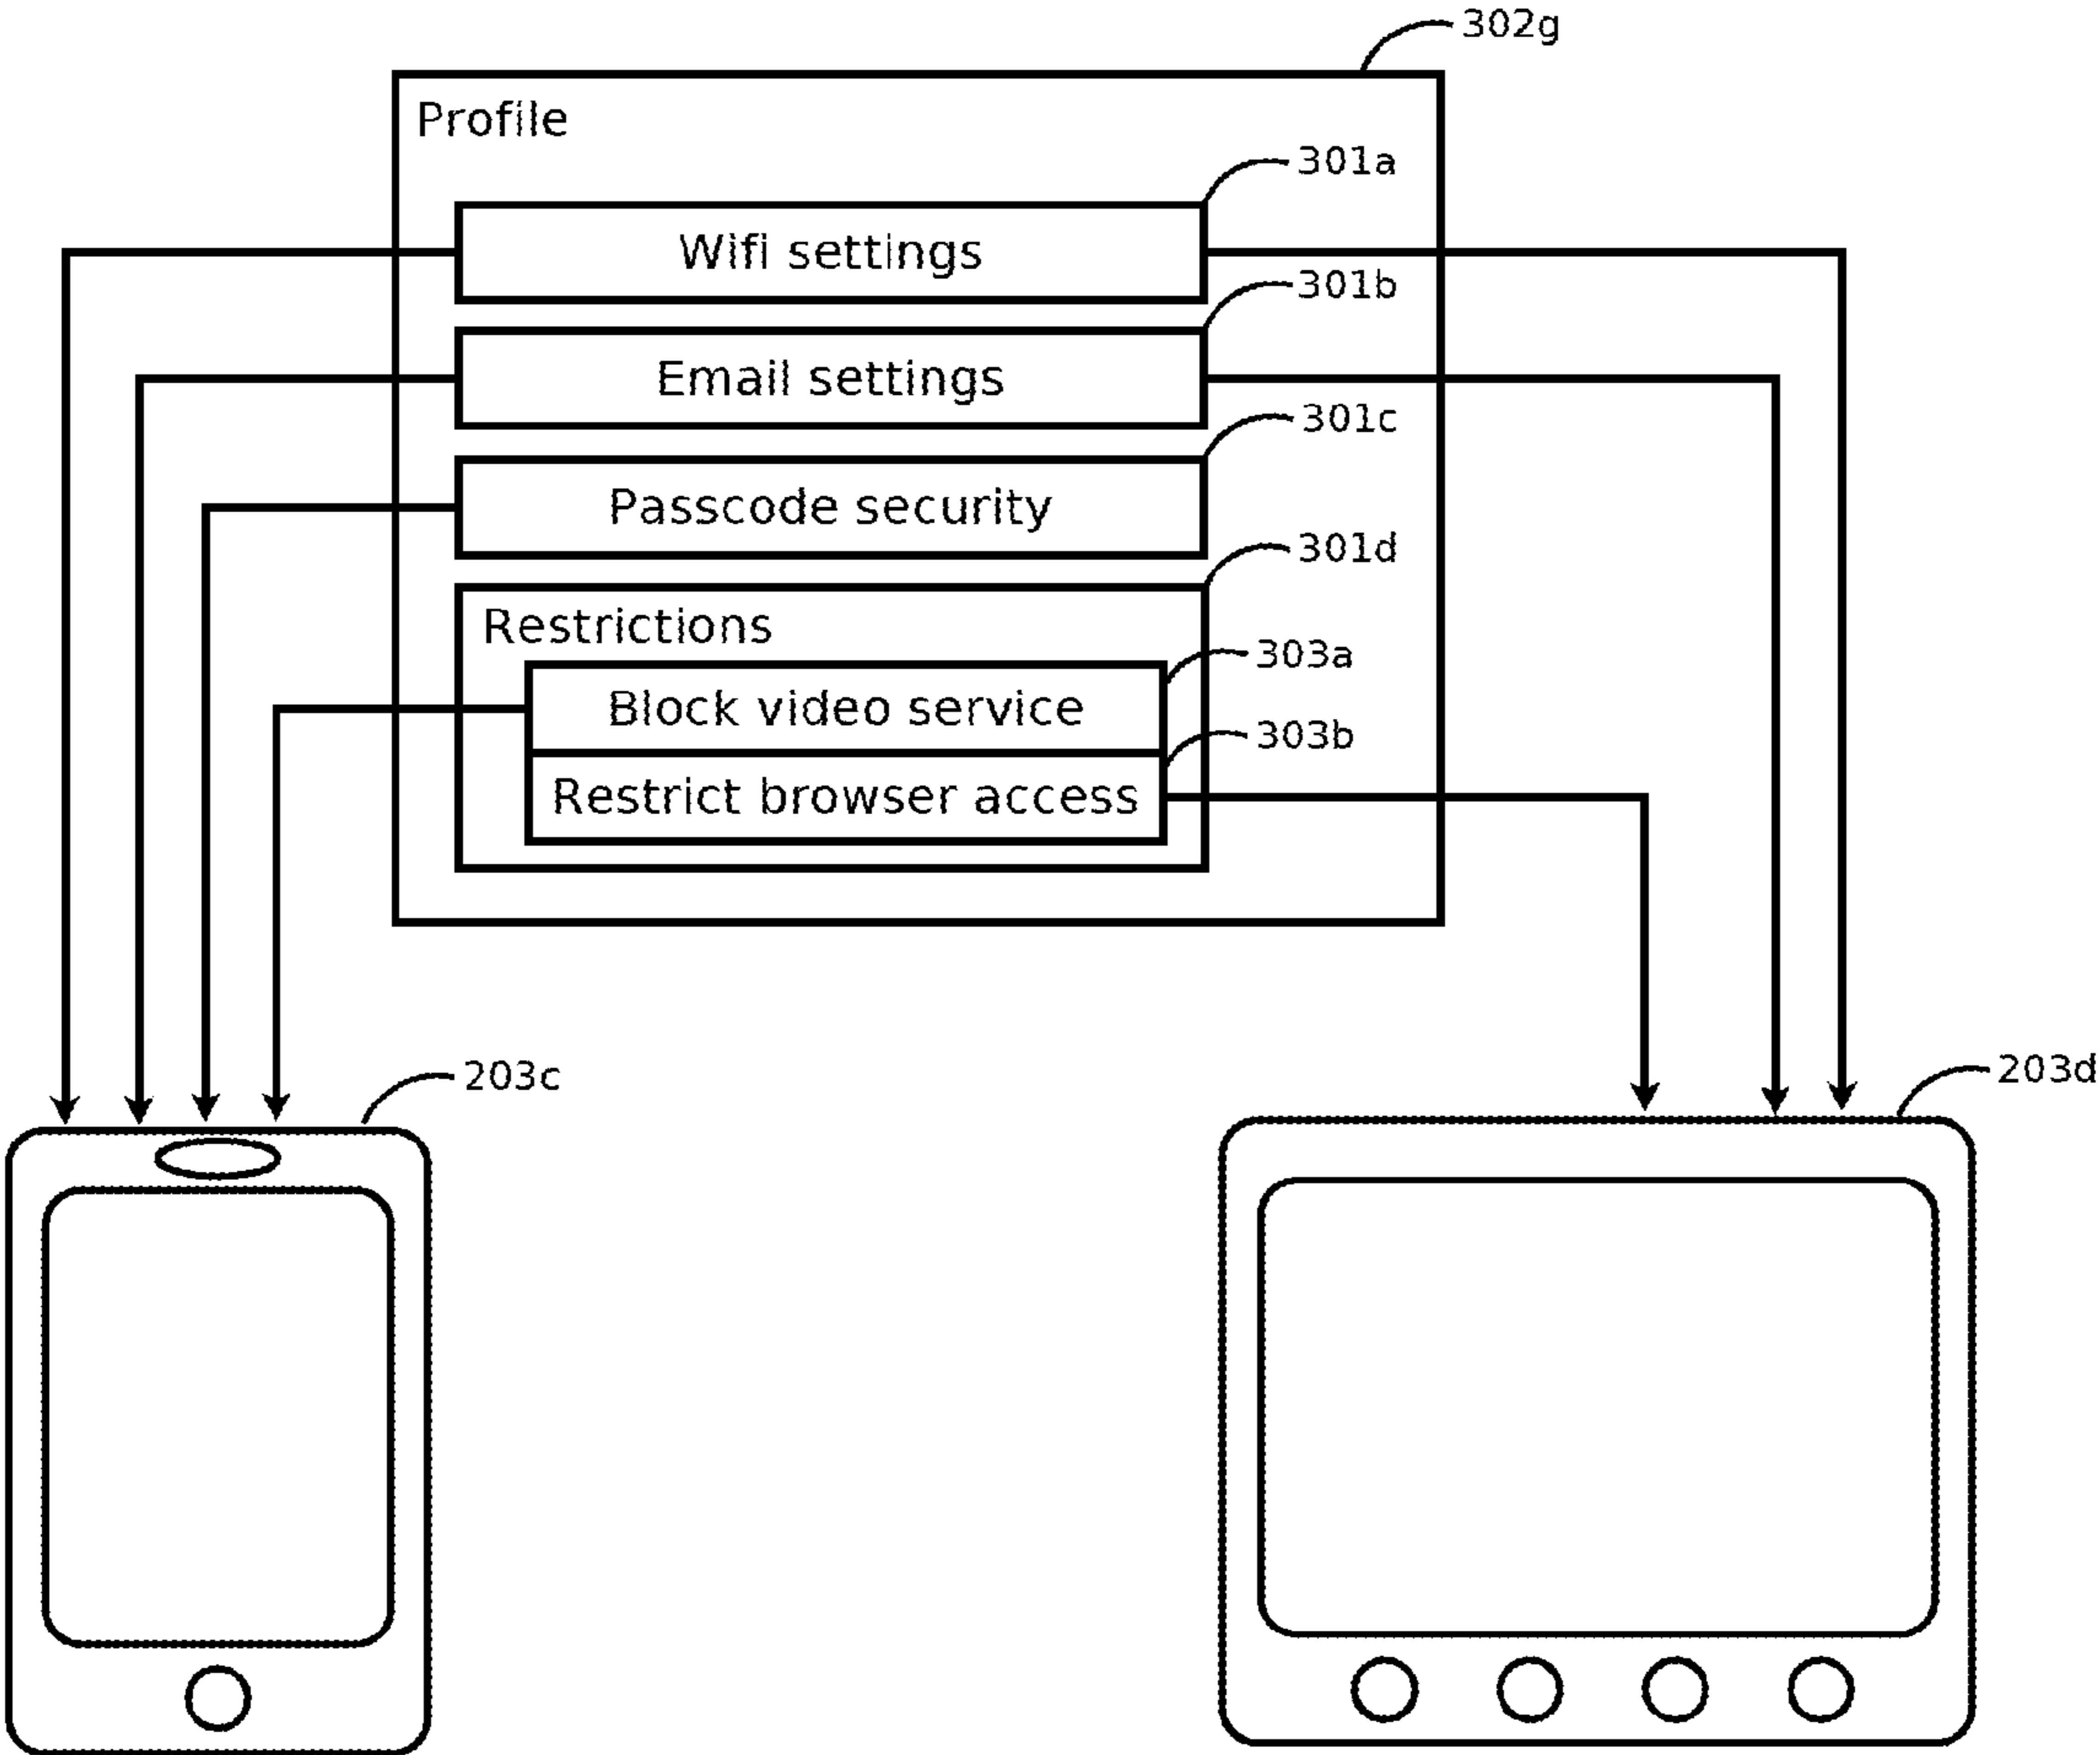 302g
Profile
301a
Wifi settings
301b
Email settings
301c
Passcode security
301d
Restrictions
303a
Block video service
303b
Restrict browser access
203c
203d